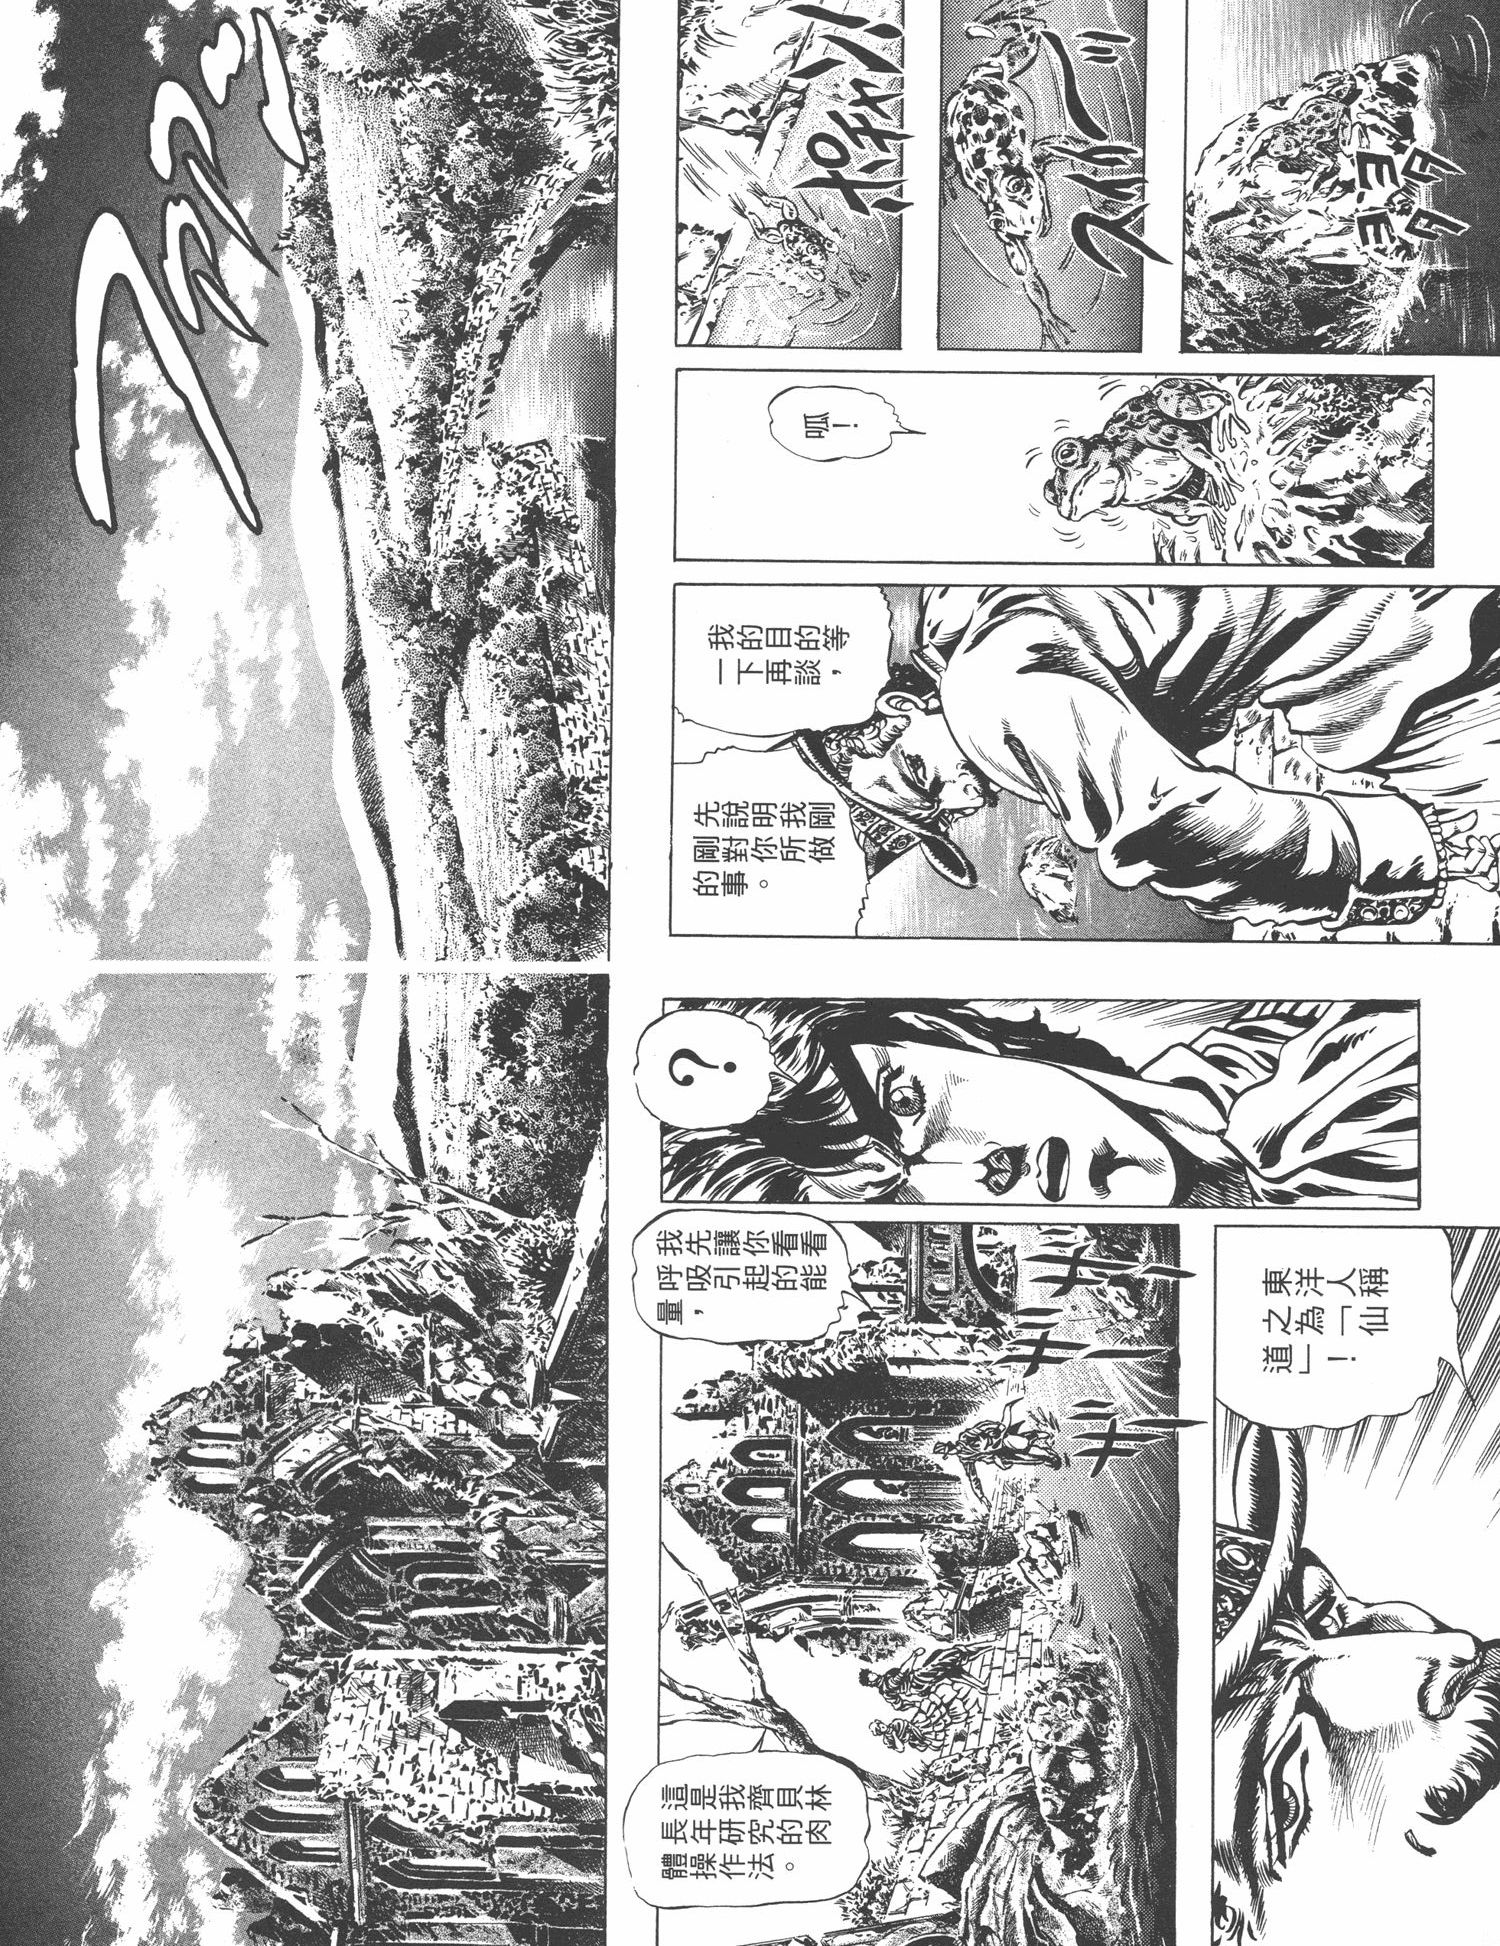 呱！
我的目的等
一下再談，
先說明我剛
剛對你所做
的事。
？
我先讓你看看
呼吸引起的能
量，
這是我齊貝林
長年研究的肉
體操作法。
東洋人稱
之為「仙
道」！